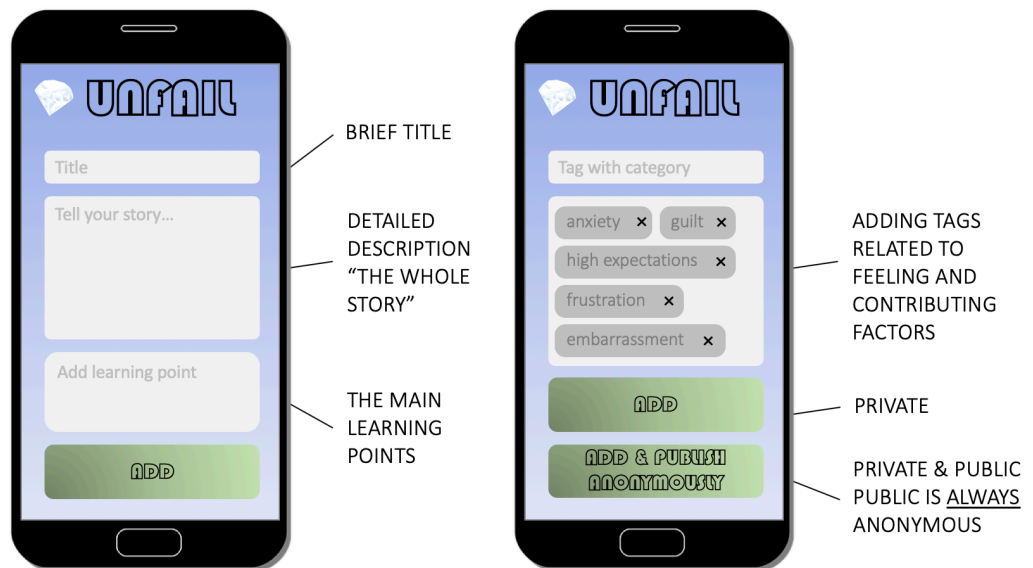 UNFAIL
Title
Tell your story...
Add learning point
ADD
BRIEF TITLE
DETAILED
DESCRIPTION
“THE WHOLE
STORY”
THE MAIN
LEARNING
POINTS
UNFAIL
Tag with category
anxiety × guilt ×
high expectations ×
frustration ×
embarrassment ×
ADD
ADD & PUBLISH
ANONYMOUSLY
ADDING TAGS
RELATED TO
FEELING AND
CONTRIBUTING
FACTORS
PRIVATE
PRIVATE & PUBLIC
PUBLIC IS ALWAYS
ANONYMOUS